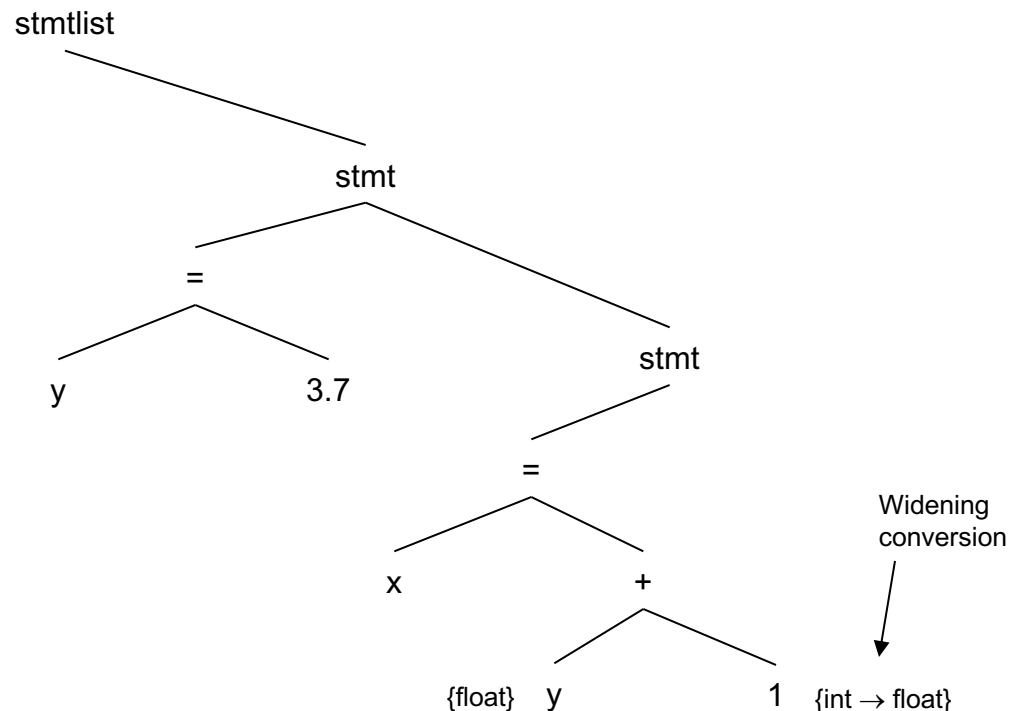 stmtlist
stmt
=
stmt
y 3.7
=
Widening
conversion
x +
{float} y 1 {int → float}